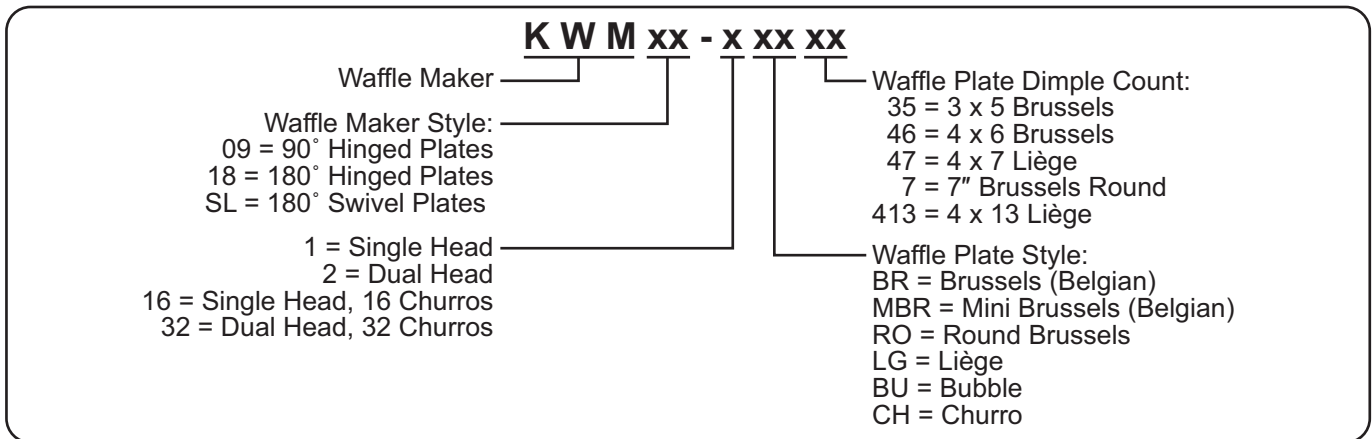 K W M xx - x xx xx
Waffle Maker
Waffle Maker Style:
09 = 90˚ Hinged Plates
18 = 180˚ Hinged Plates
SL = 180˚ Swivel Plates
1 = Single Head
2 = Dual Head
16 = Single Head, 16 Churros
32 = Dual Head, 32 Churros
Waffle Plate Dimple Count:
35 = 3 x 5 Brussels
46 = 4 x 6 Brussels
47 = 4 x 7 Liège
7 = 7″ Brussels Round
413 = 4 x 13 Liège
Waffle Plate Style:
BR = Brussels (Belgian)
MBR = Mini Brussels (Belgian)
RO = Round Brussels
LG = Liège
BU = Bubble
CH = Churro